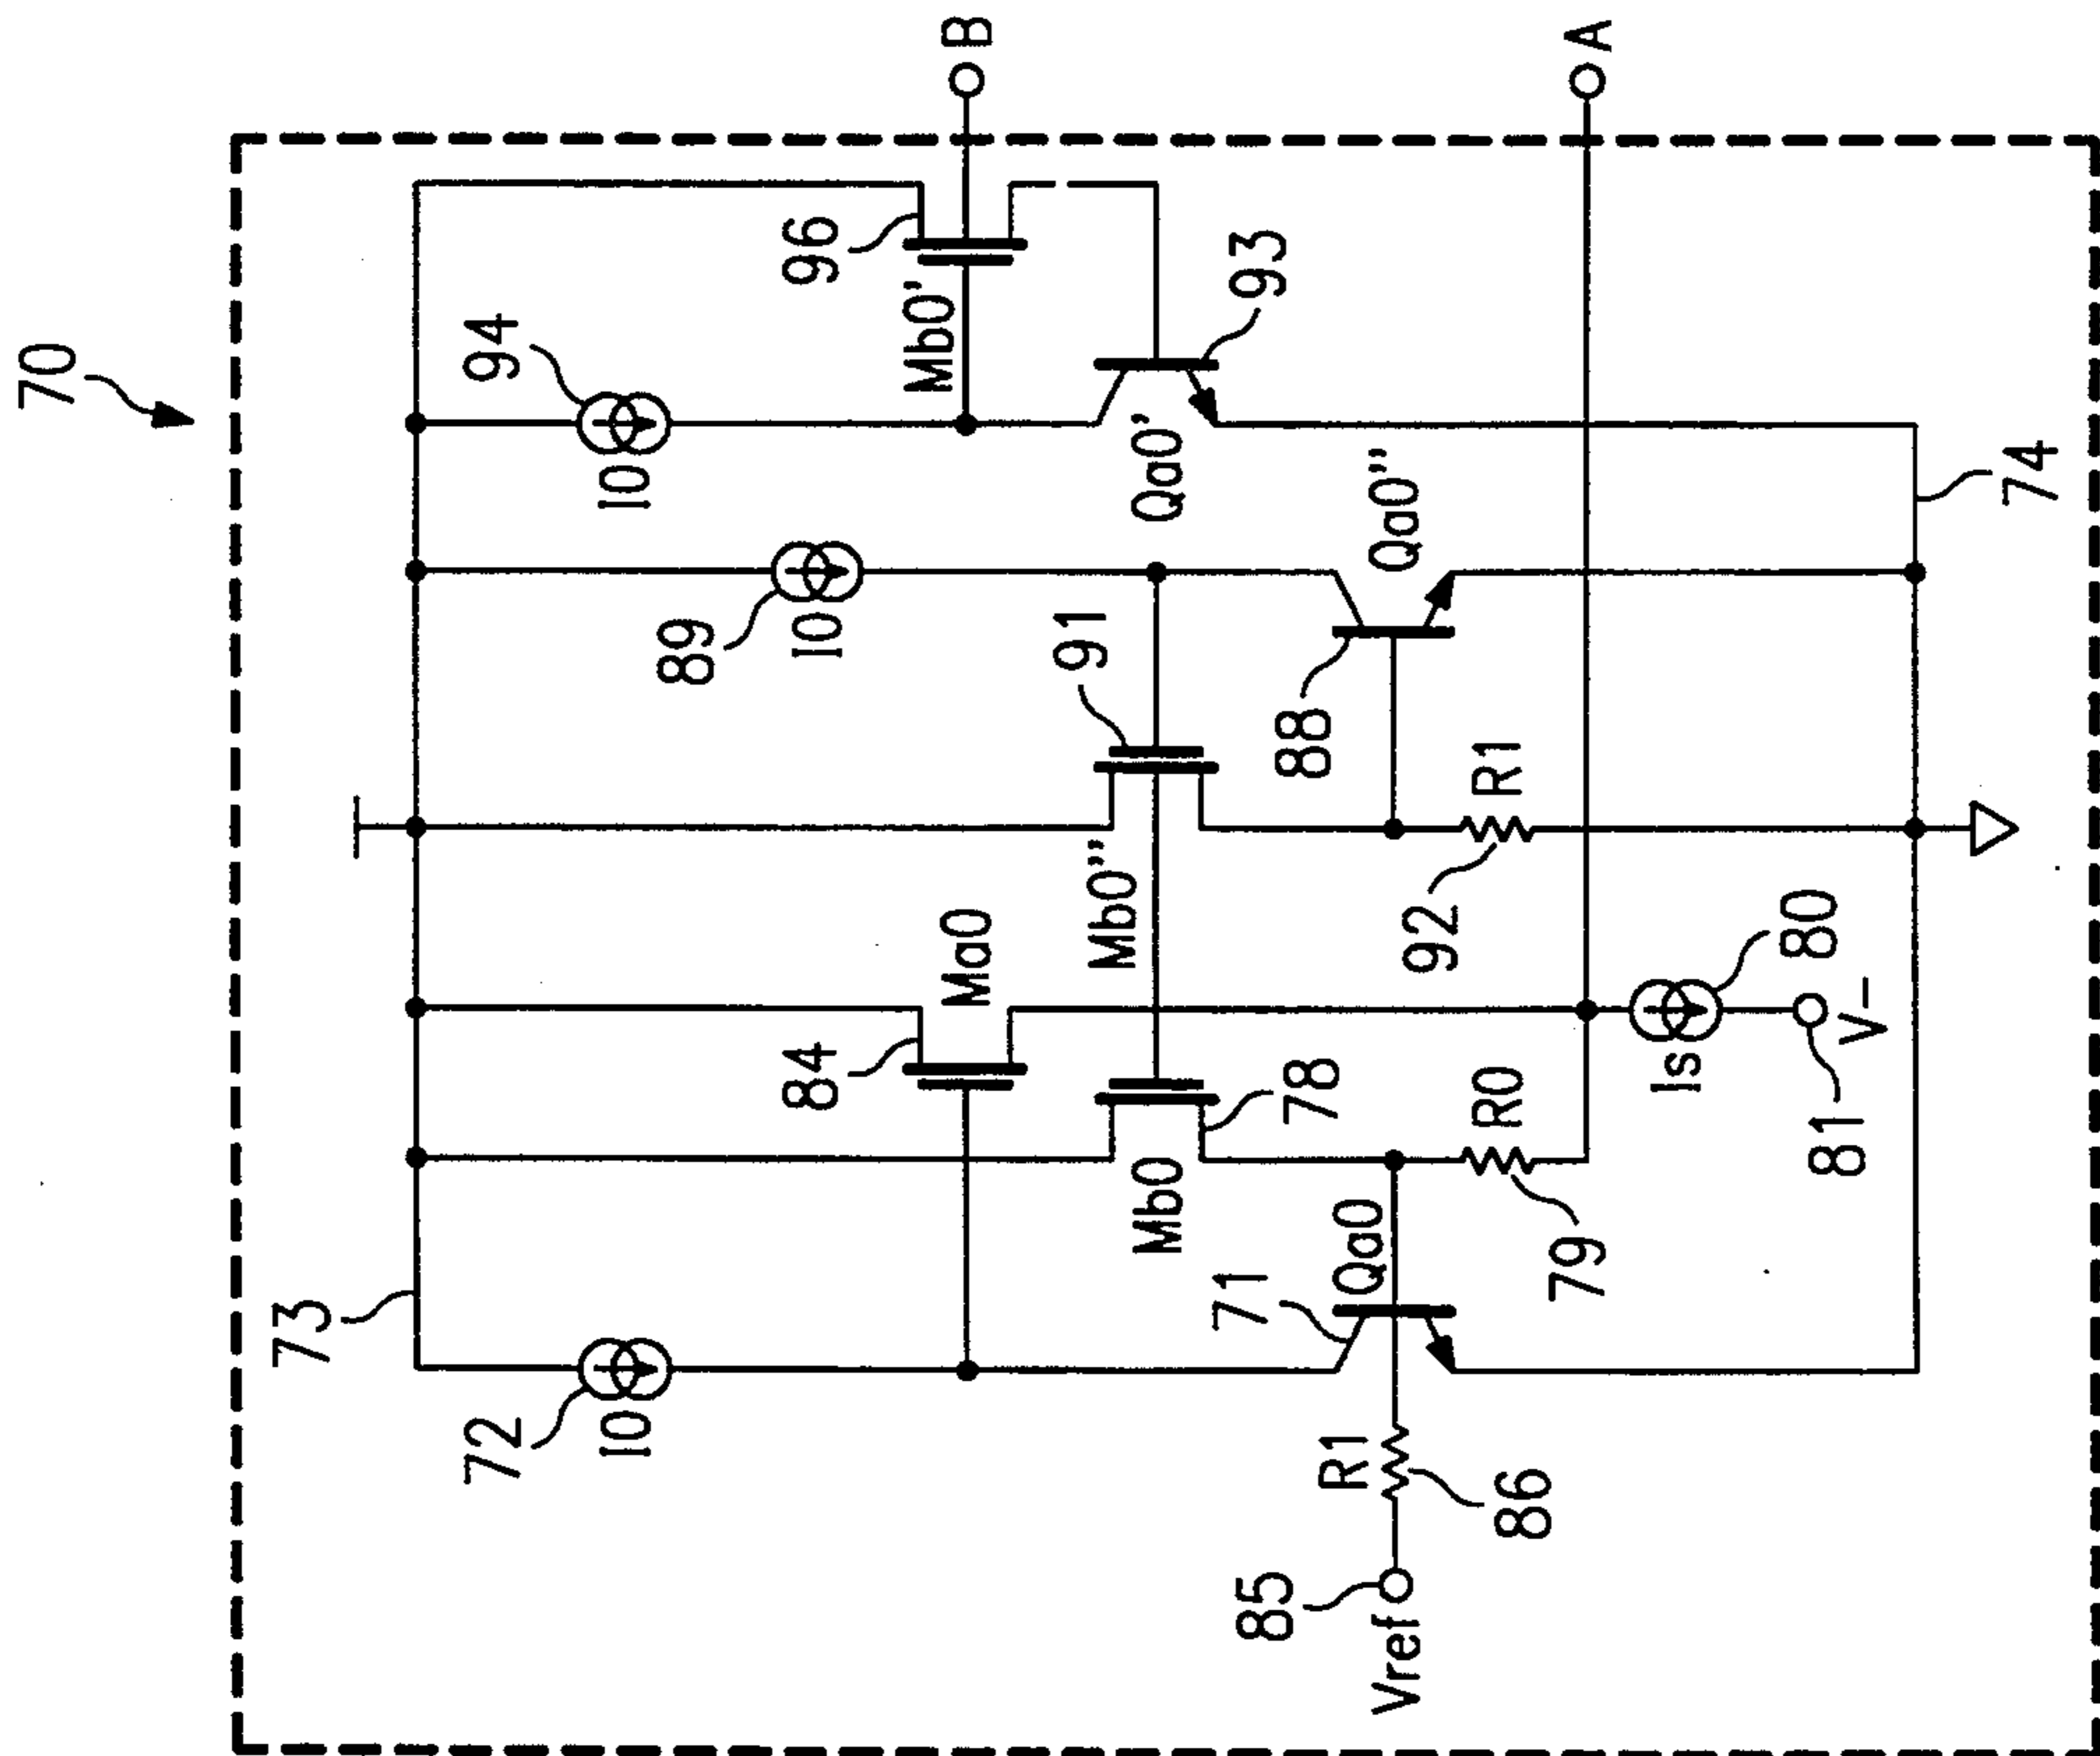 70
73
72
94
I0
I0
89
84
96
I0
Mb0'
Ma0
B
91
Mb0"
Mb0
Qa0'
71
85
93
78
88
R1
Qa0
Vref
Qa0"
92
R0
R1
86
79
A
Is
80
81
V-
74